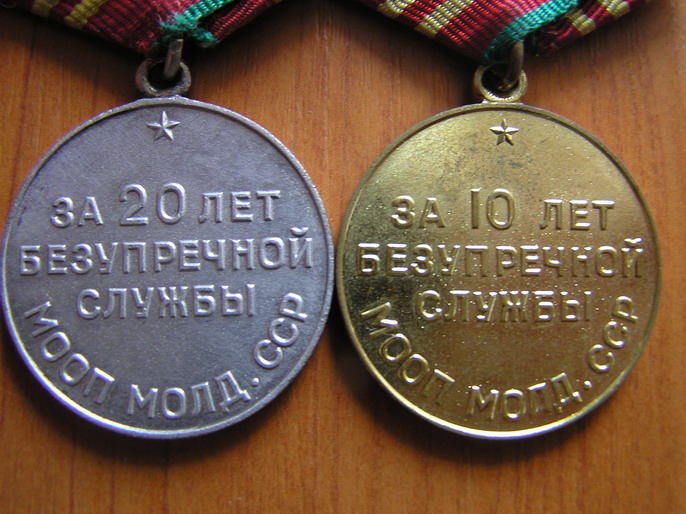 ЗА 20 ЛЕТ
БЕЗУПРЕЧНОЙ
СЛУЖБЫ
МООП МОЛД. ССР
ЗА 10 ЛЕТ
БЕЗУПРЕЧНОЙ
СЛУЖБЫ
МООП МОЛД. ССР